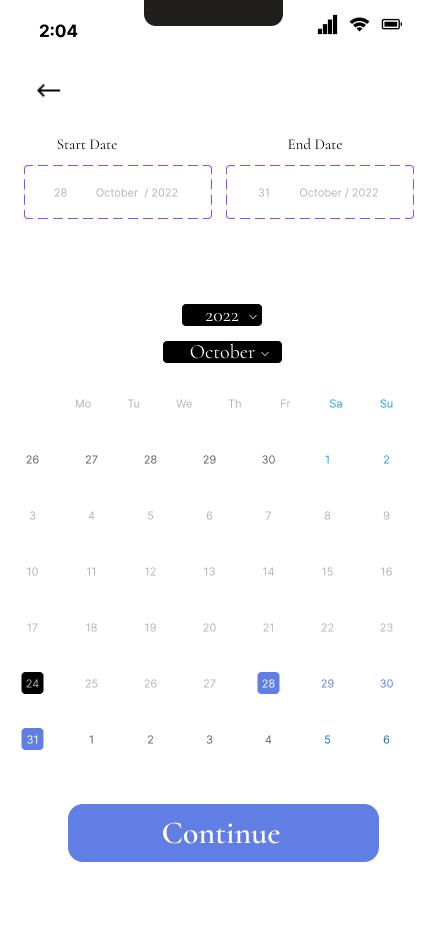 2:04
Start Date End Date
28 October / 2022 31 October / 2022
2022
October
Mo Tu We Th Fr Sa Su
26 27 28 29 30 1 2
3 4 5 6 7 8 9
10 11 12 13 14 15 16
17 18 19 20 21 22 23
24 25 26 27 28 29 30
31 1 2 3 4 5 6
Continue